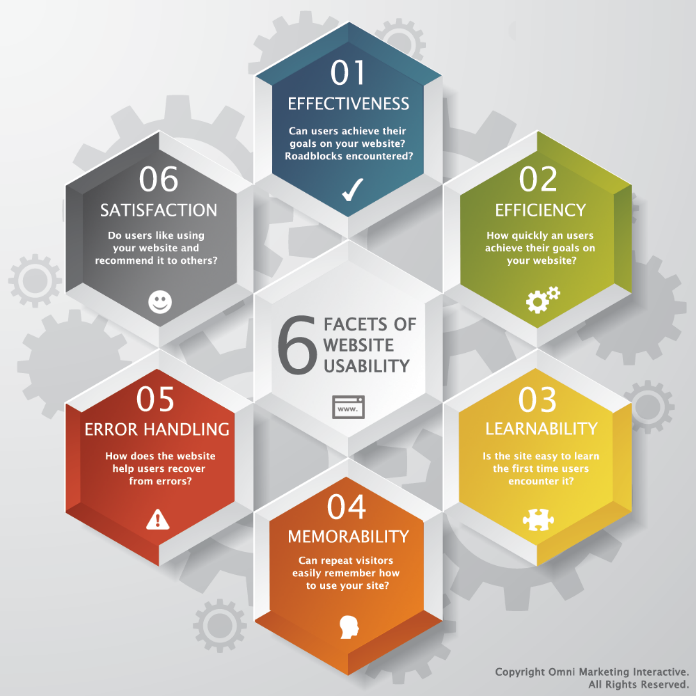 01
EFFECTIVENESS
Can users achieve their
goals on your website?
Roadblocks encountered?
02
EFFICIENCY
How quickly an users
achieve their goals on
your website?
03
LEARNABILITY
Is the site easy to learn
the first time users
encounter it?
04
MEMORABILITY
Can repeat visitors
easily remember how
to use your site?
05
ERROR HANDLING
How does the website
help users recover
from errors?
06
SATISFACTION
Do users like using
your website and
recommend it to others?
6 FACETS OF
WEBSITE
USABILITY
www.
Copyright Omni Marketing Interactive.
All Rights Reserved.